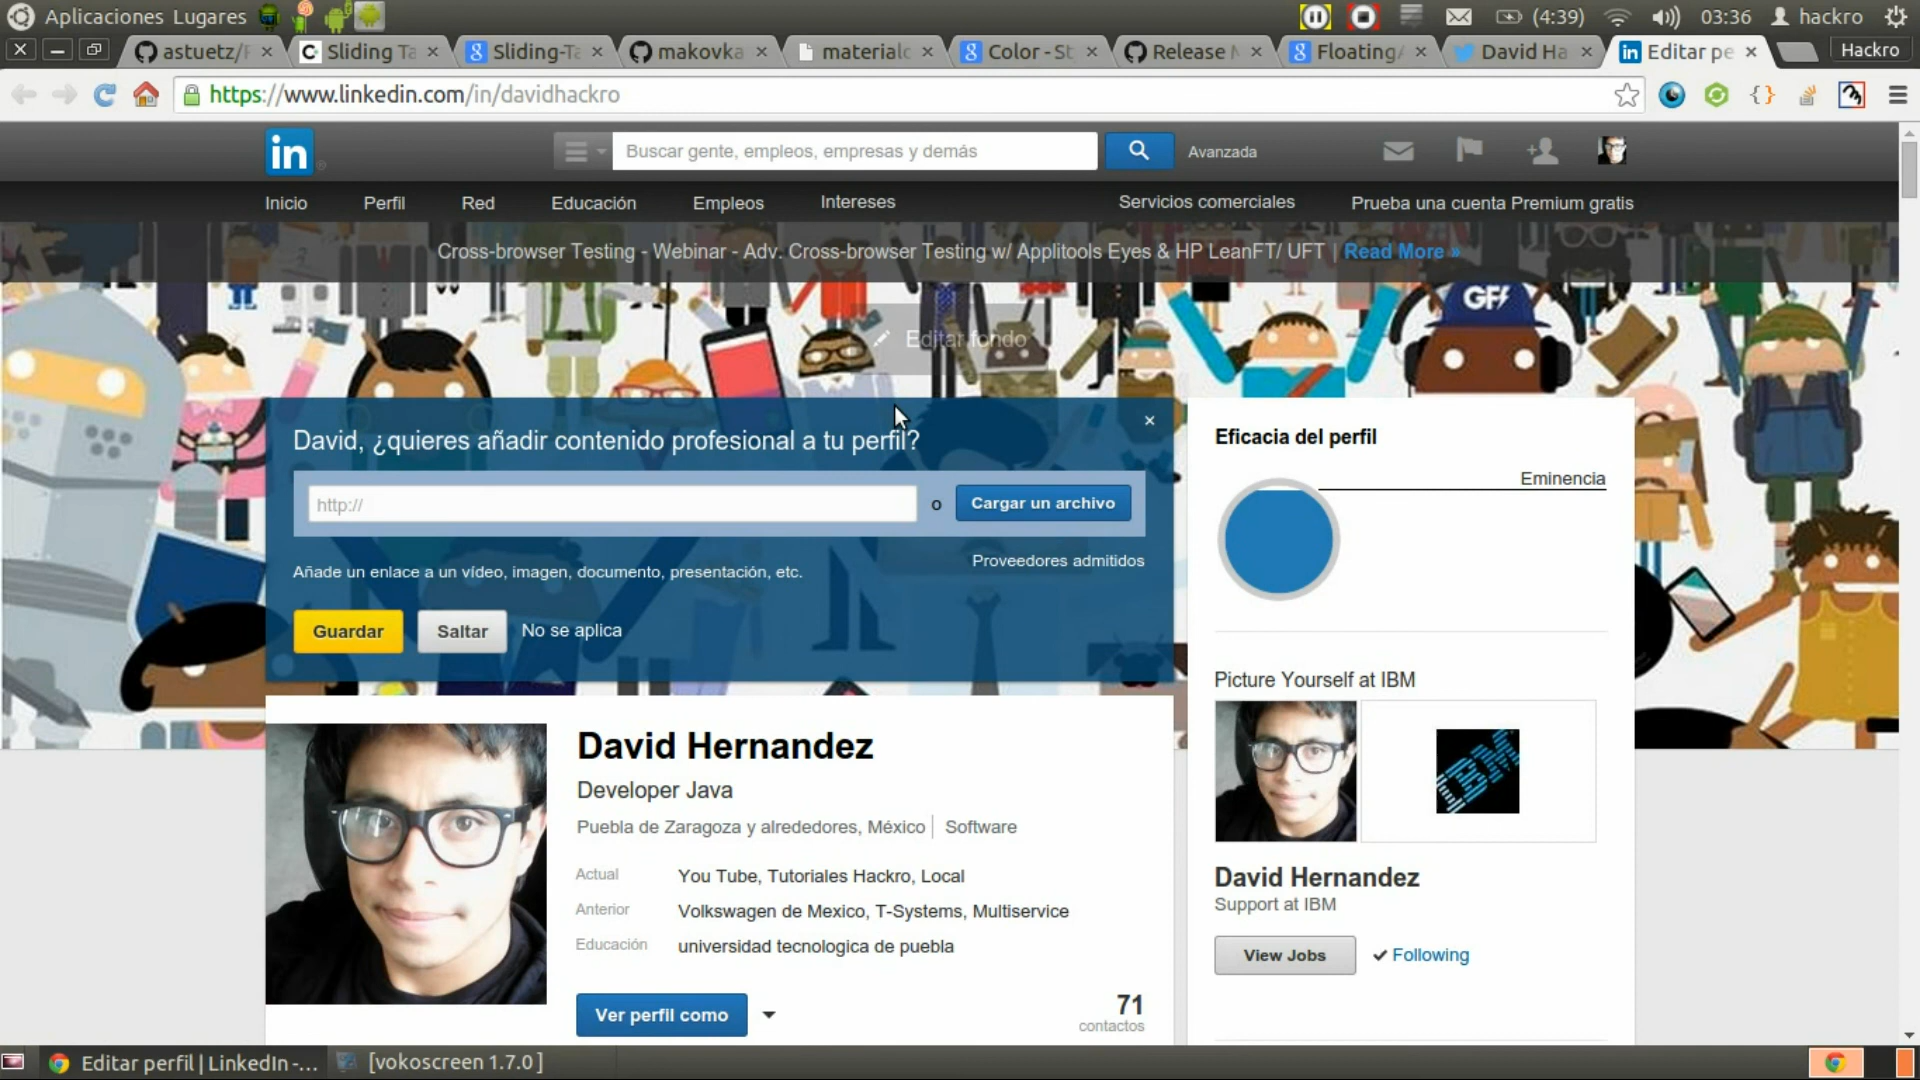 Aplicaciones Lugares (4:39) 03:36 hackro
astuetz/ Sliding Ta Sliding-Ta makovka material Color - St Release Floating David Ha Editar pe Hackro
https://www.linkedin.com/in/davidhackro
in Buscar gente, empleos, empresas y demás Avanzada
Inicio Perfil Red Educación Empleos Intereses Servicios comerciales Prueba una cuenta Premium gratis
Cross-browser Testing - Webinar - Adv. Cross-browser Testing w/ Applitools Eyes & HP LeanFT/ UFT | Read More »
Editar fondo
David, ¿quieres añadir contenido profesional a tu perfil?
http:// o Cargar un archivo
Proveedores admitidos
Añade un enlace a un vídeo, imagen, documento, presentación, etc.
Guardar Saltar No se aplica
David Hernandez
Developer Java
Puebla de Zaragoza y alrededores, México | Software
Actual You Tube, Tutoriales Hackro, Local
Anterior Volkswagen de Mexico, T-Systems, Multiservice
Educación universidad tecnologica de puebla
Ver perfil como
71
contactos
Eficacia del perfil
Eminencia
Picture Yourself at IBM
IBM
David Hernandez
Support at IBM
View Jobs Following
Editar perfil | LinkedIn -... [vokoscreen 1.7.0 ]